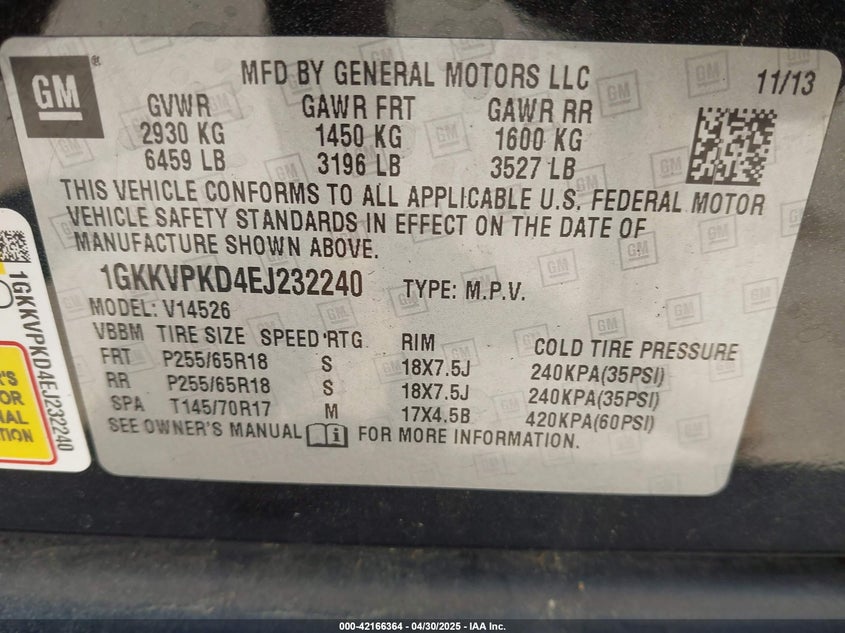 GM
MFD BY GENERAL MOTORS LLC 11/13
GVWR GAWR FRT GAWR RR
2930 KG 1450 KG 1600 KG
6459 LB 3196 LB 3527 LB
THIS VEHICLE CONFORMS TO ALL APPLICABLE U.S. FEDERAL MOTOR
VEHICLE SAFETY STANDARDS IN EFFECT ON THE DATE OF
MANUFACTURE SHOWN ABOVE.
1GKKVPKD4EJ232240 TYPE: M.P.V.
MODEL: V14526
VBBM TIRE SIZE SPEED RTG RIM COLD TIRE PRESSURE
FRT P255/65R18 S 18X7.5J 240KPA(35PSI)
RR P255/65R18 S 18X7.5J 240KPA(35PSI)
SPA T145/70R17 M 17X4.5B 420KPA(60PSI)
SEE OWNER'S MANUAL FOR MORE INFORMATION.
1GKKVPKD4EJ232240
000-42166364 - 04/30/2025 - IAA Inc.